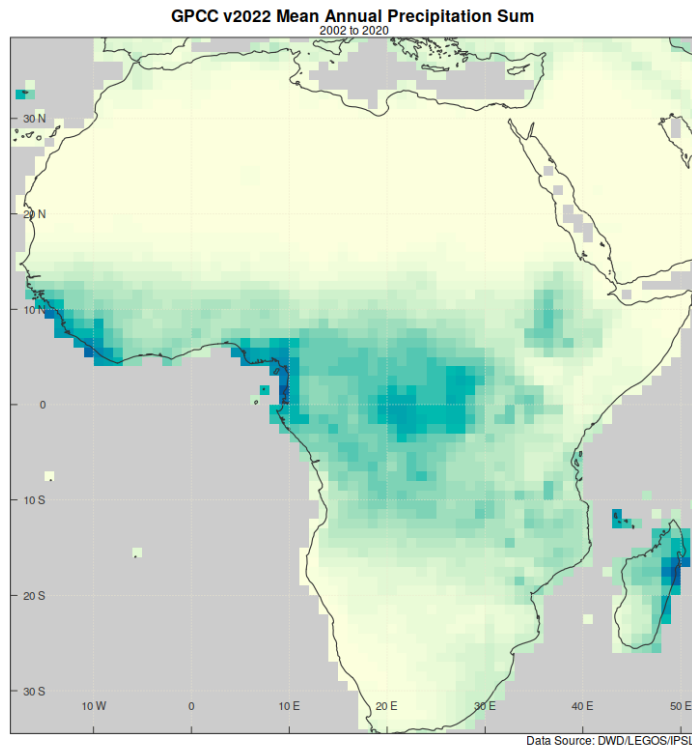 GPCC v2022 Mean Annual Precipitation Sum
2002 to 2020
30 N
20 N
10 N
0
10 S
20 S
30 S
10 W
0
10 E
20 E
30 E
40 E
50 E
Data Source: DWD/LEGOS/IPSL